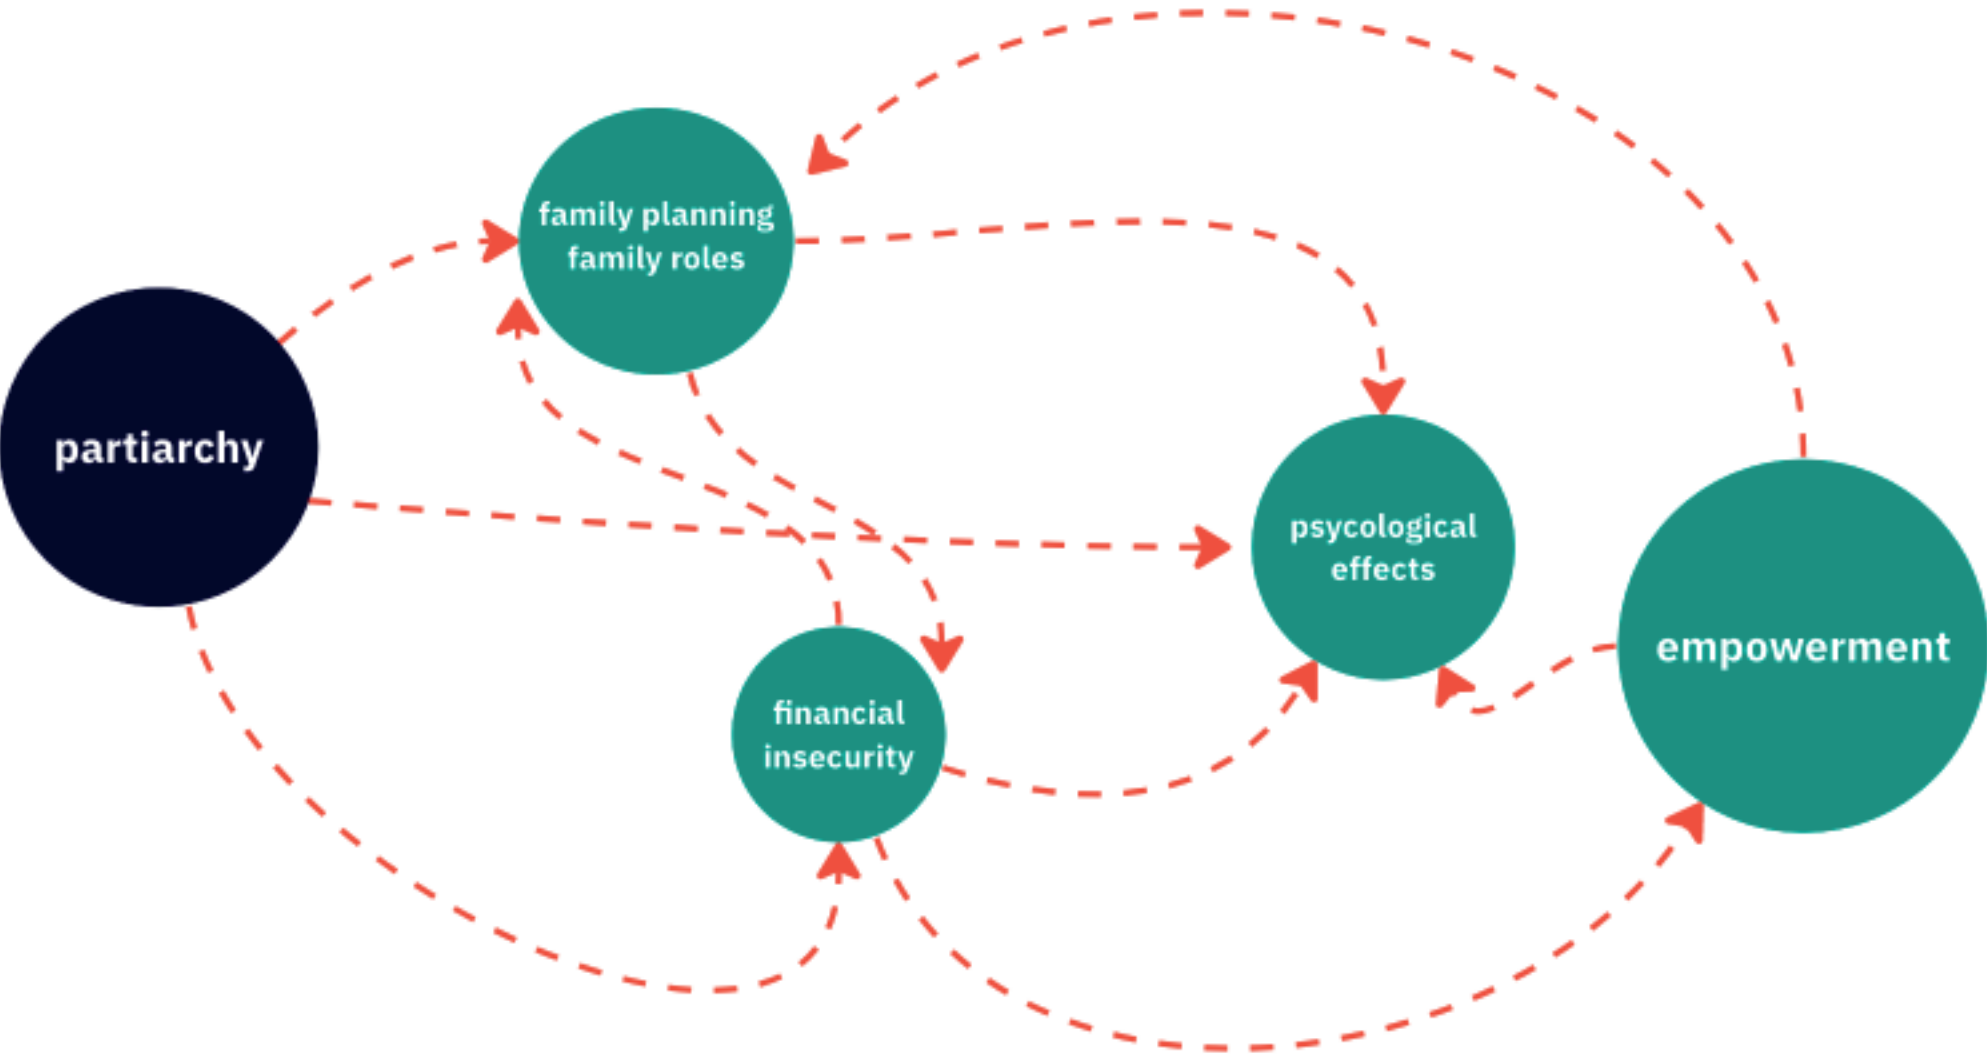 family planning
family roles
partiarchy
psycological
effects
empowerment
financial
insecurity